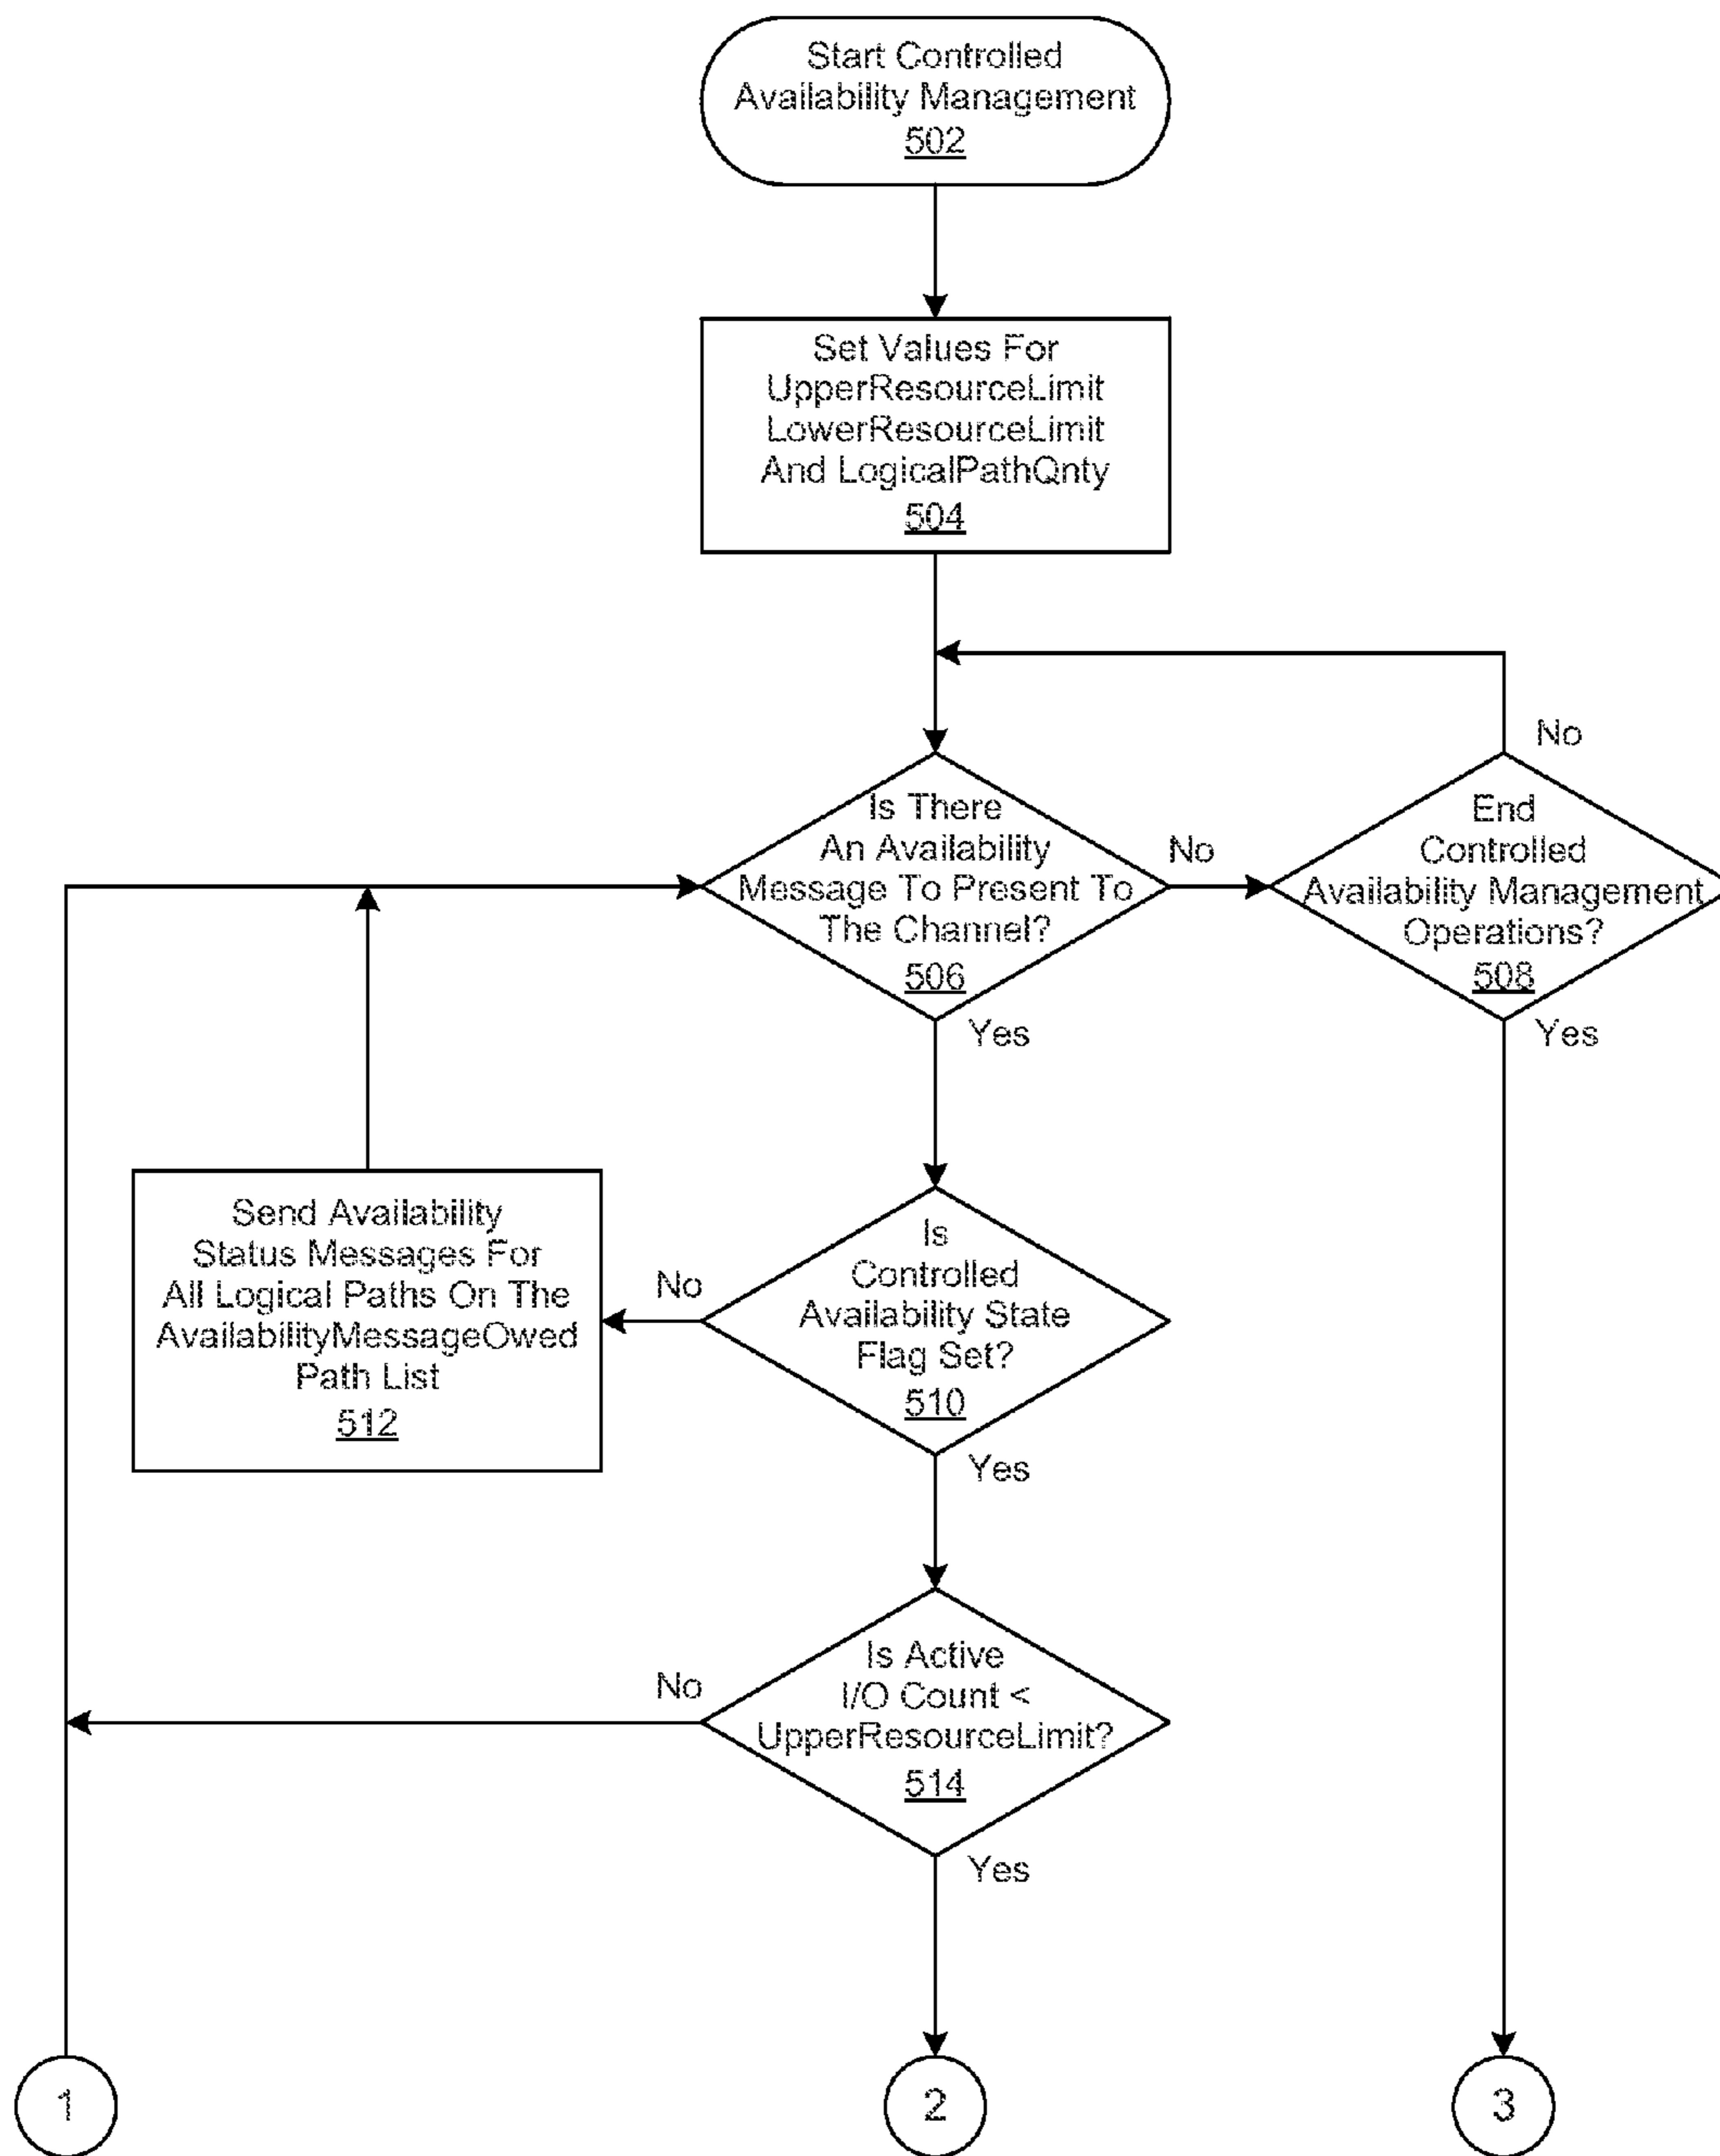 Start Controlled
Availability Management
502
Set Values For
UpperResourceLimit
LowerResourceLimit
And LogicalPathQnty
504
No
Is There
An Availability
Message To Present To
The Channel?
506
No
End
Controlled
Availability Management
Operations?
508
Yes
Yes
Send Availability
Status Messages For
All Logical Paths On The
AvailabilityMessageOwed
Path List
512
No
Is
Controlled
Availability State
Flag Set?
510
Yes
No
Is Active
I/O Count <
UpperResourceLimit?
514
Yes
1
2
3